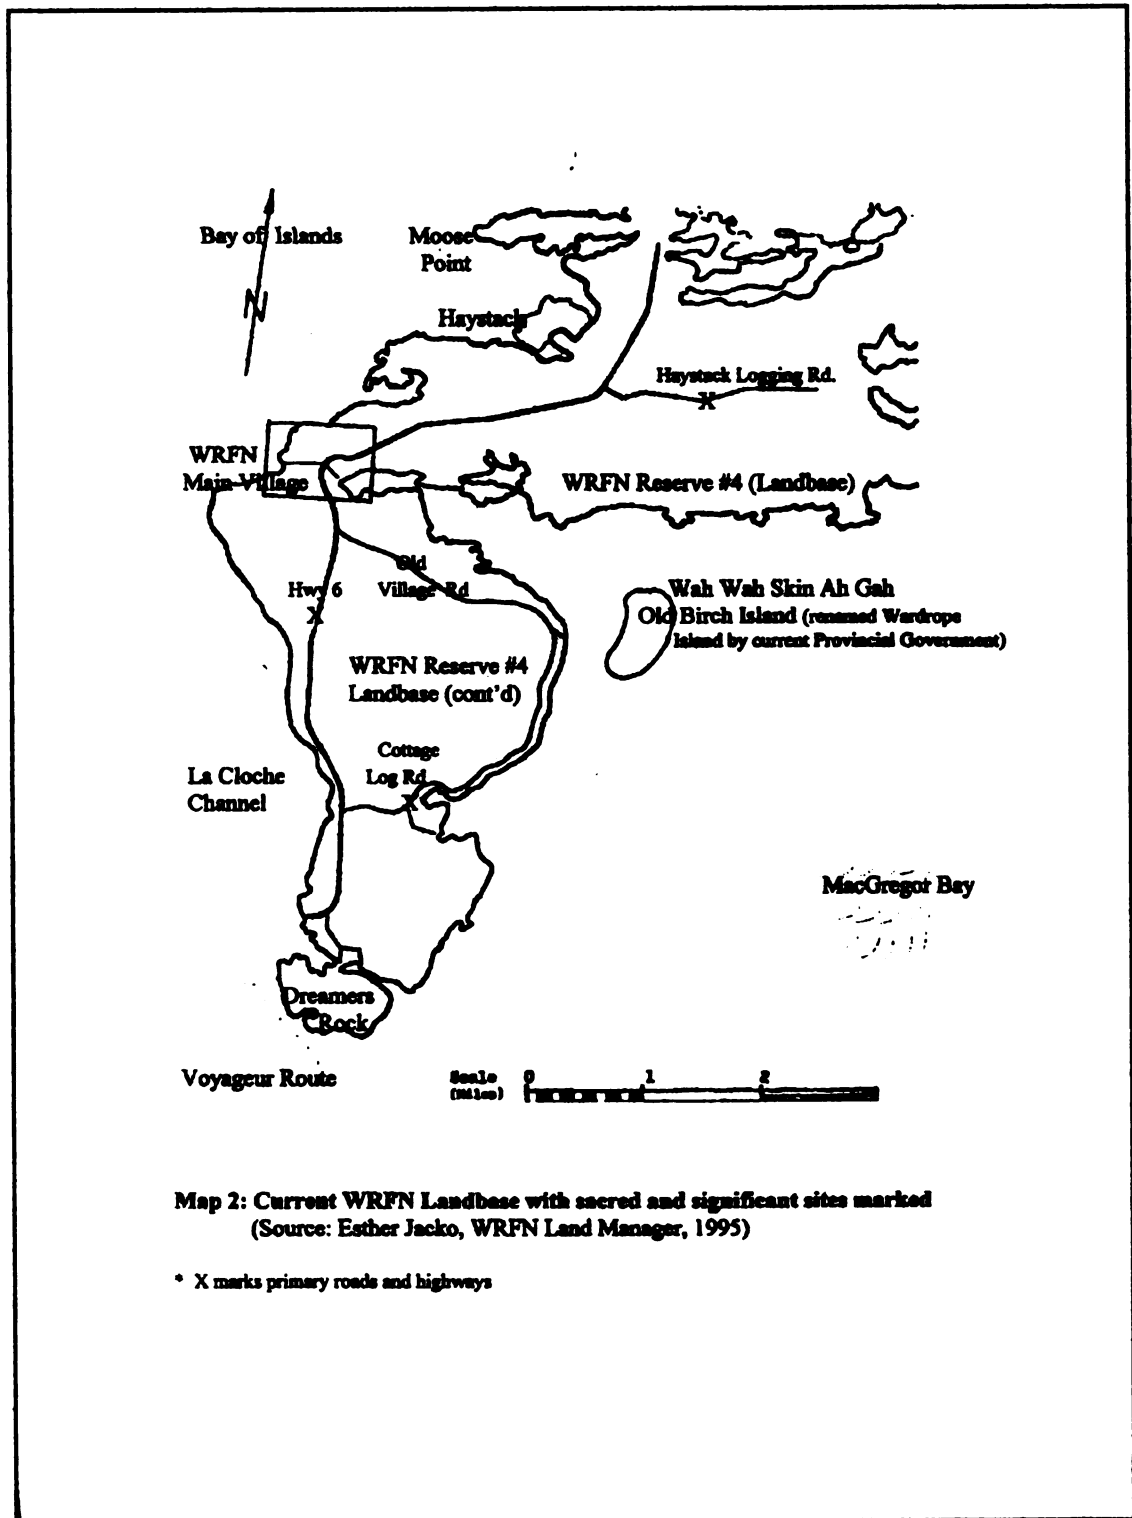 Bay of Islands
Moose
Point
N
Haystack
Haystack Logging Rd.
X
WRFN
Main Village
WRFN Reserve #4 (Landbase)
Old
Village Rd
Hwy 6
X
Wah Wah Skin Ah Gah
Old Birch Island (renamed Wardrope
Island by current Provincial Government)
WRFN Reserve #4
Landbase (cont'd)
Cottage
Log Rd
X
La Cloche
Channel
MacGregor Bay
Dreamers
Rock
Voyageur Route
Scale 0 1 2
(Miles)
Map 2: Current WRFN Landbase with sacred and significant sites marked
(Source: Esther Jacko, WRFN Land Manager, 1995)
* X marks primary roads and highways